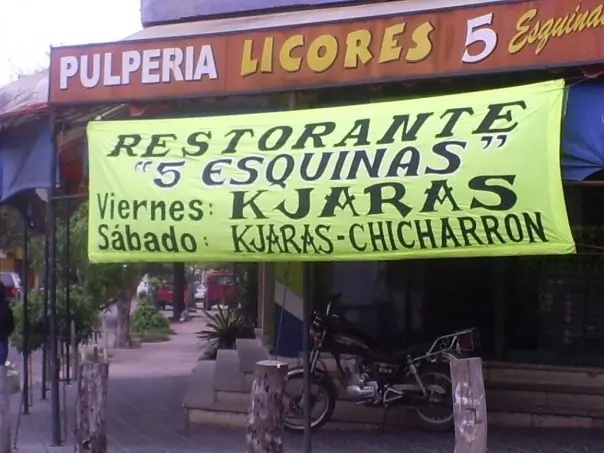 PULPERIA LICORES 5 Esquinas
RESTORANTE
"5 ESQUINAS"
Viernes: KJARAS
Sábado: KJARAS-CHICHARRON